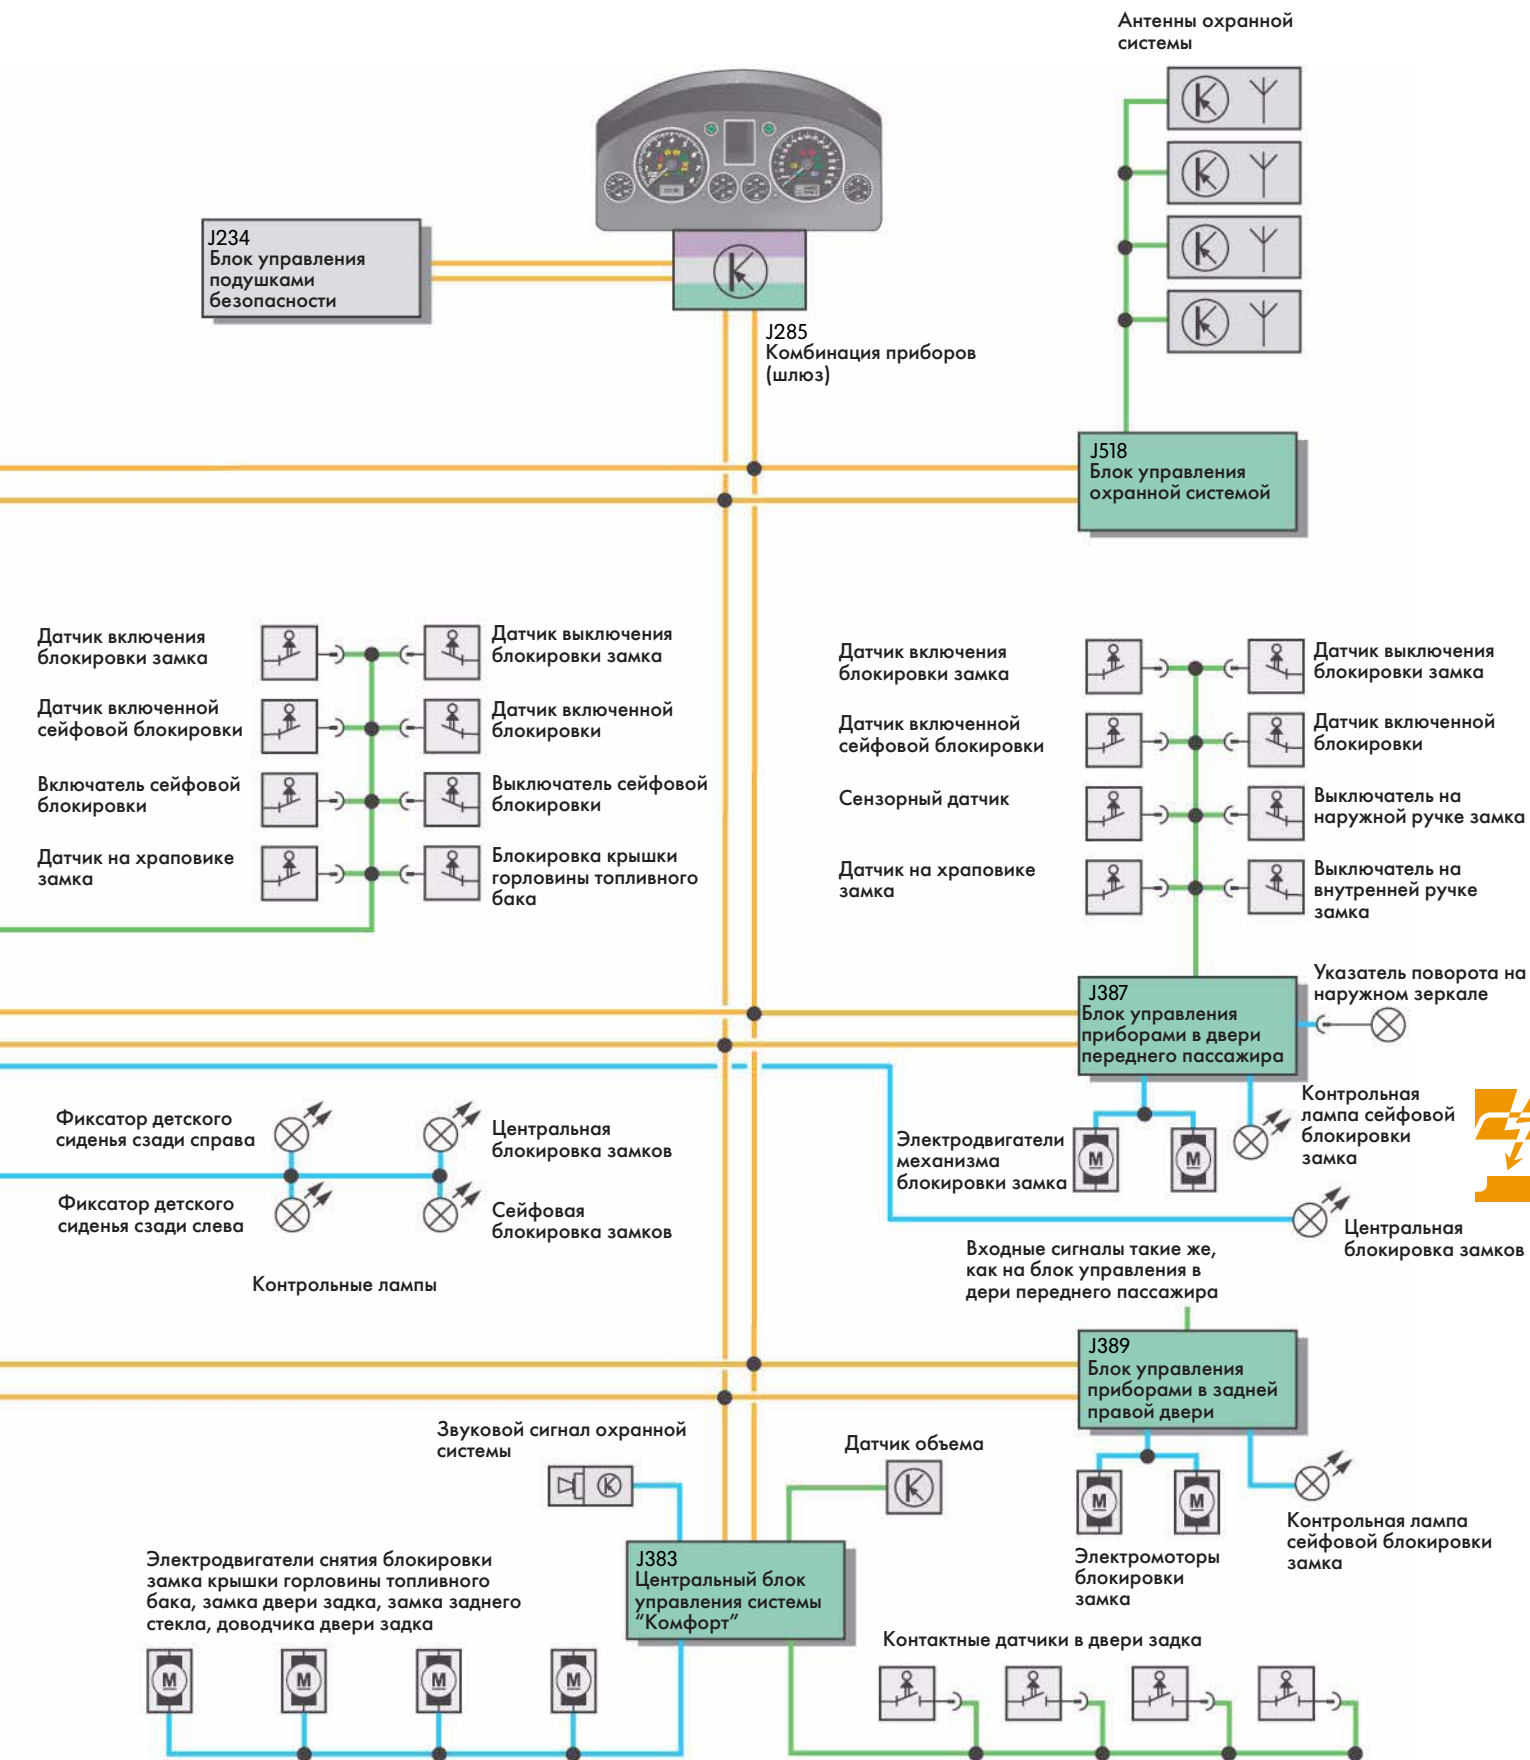 Антенны охранной
системы
J234
Блок управления
подушками
безопасности
J285
Комбинация приборов
(шлюз)
J518
Блок управления
охранной системой
Датчик включения
блокировки замка
Датчик выключения
блокировки замка
Датчик включенной
сейфовой блокировки
Датчик включенной
блокировки
Включатель сейфовой
блокировки
Выключатель сейфовой
блокировки
Датчик на храповике
замка
Блокировка крышки
горловины топливного
бака
Датчик включения
блокировки замка
Датчик выключения
блокировки замка
Датчик включенной
сейфовой блокировки
Датчик включенной
блокировки
Сензорный датчик
Выключатель на
наружной ручке замка
Датчик на храповике
замка
Выключатель на
внутренней ручке
замка
J387
Блок управления
приборами в двери
переднего пассажира
Указатель поворота на
наружном зеркале
Фиксатор детского
сиденья сзади справа
Центральная
блокировка замков
Фиксатор детского
сиденья сзади слева
Сейфовая
блокировка замков
Контрольные лампы
Электродвигатели
механизма
блокировки замка
M
M
Контрольная
лампа сейфовой
блокировки
замка
Центральная
блокировка замков
Входные сигналы такие же,
как на блок управления в
дери переднего пассажира
J389
Блок управления
приборами в задней
правой двери
Звуковой сигнал охранной
системы
Датчик объема
M
M
Электромоторы
блокировки
замка
Контрольная лампа
сейфовой блокировки
замка
J383
Центральный блок
управления системы
“Комфорт”
Электродвигатели снятия блокировки
замка крышки горловины топливного
бака, замка двери задка, замка заднего
стекла, доводчика двери задка
M
M
M
M
Контактные датчики в двери задка